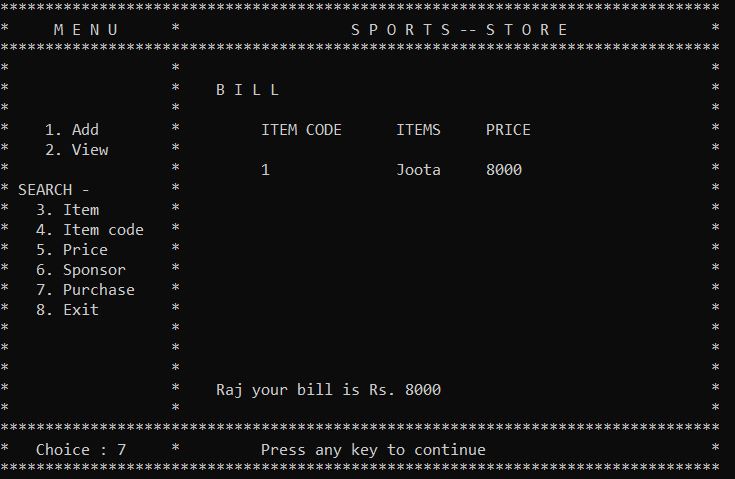 ********************************************************************************
*     M E N U      *                   S P O R T S -- S T O R E                *
********************************************************************************
*                  *                                                           *
*                  *    B I L L                                                *
*                  *                                                           *
*    1. Add        *         ITEM CODE      ITEMS     PRICE                    *
*    2. View       *                                                           *
*                  *         1              Joota     8000                     *
* SEARCH -         *                                                           *
*   3. Item        *                                                           *
*   4. Item code   *                                                           *
*   5. Price       *                                                           *
*   6. Sponsor     *                                                           *
*   7. Purchase    *                                                           *
*   8. Exit        *                                                           *
*                  *                                                           *
*                  *                                                           *
*                  *                                                           *
*                  *    Raj your bill is Rs. 8000                              *
*                  *                                                           *
********************************************************************************
*   Choice : 7     *         Press any key to continue                         *
********************************************************************************